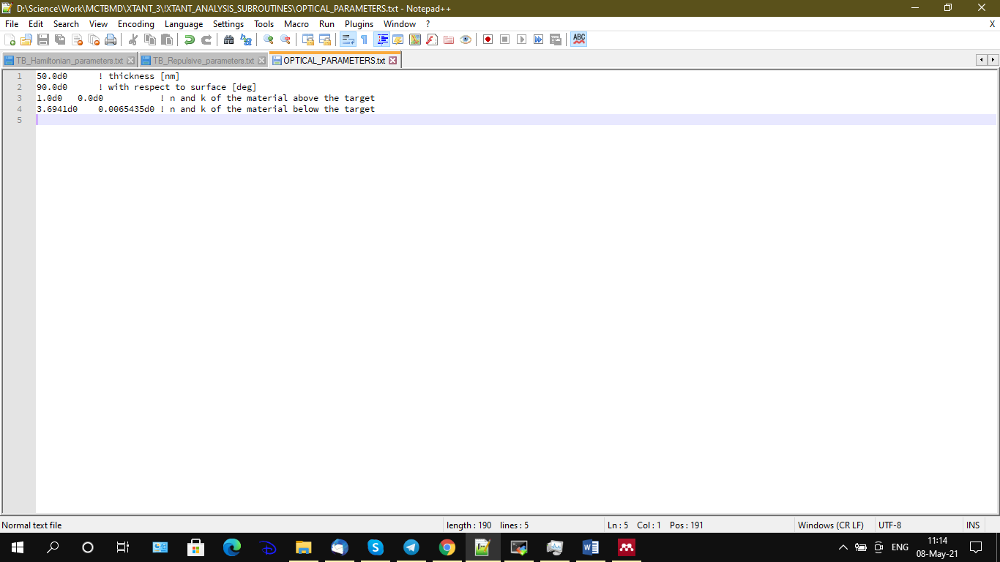 D:\Science\Work\MCTBMD\XTANT_3\!XTANT_ANALYSIS_SUBROUTINES\OPTICAL_PARAMETERS.txt - Notepad++
File Edit Search View Encoding Language Settings Tools Macro Run Plugins Window ? X
ABC
TB_Hamiltonian_parameters.txt TB_Repulsive_parameters.txt OPTICAL_PARAMETERS.txt
1 50.0d0 ! thickness [nm]
2 90.0d0 ! with respect to surface [deg]
3 1.0d0 0.0d0 ! n and k of the material above the target
4 3.6941d0 0.0065435d0 ! n and k of the material below the target
5
Normal text file length : 190 lines : 5 Ln : 5 Col : 1 Pos : 191 Windows (CR LF) UTF-8 INS
ENG 11:14
08-May-21